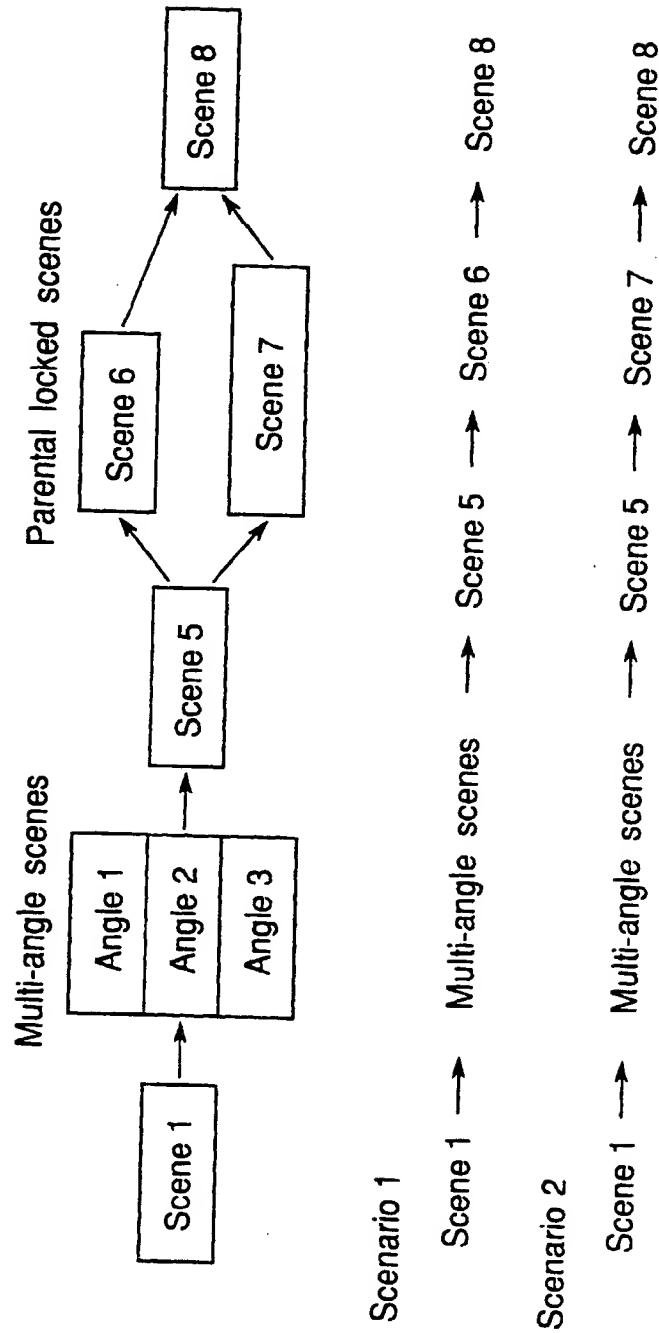 Multi-angle scenes
Parental locked scenes
Scene 1
Angle 1
Angle 2
Angle 3
Scene 5
Scene 6
Scene 7
Scene 8
Scenario 1
Scene 1 → Multi-angle scenes → Scene 5 → Scene 6 → Scene 8
Scenario 2
Scene 1 → Multi-angle scenes → Scene 5 → Scene 7 → Scene 8